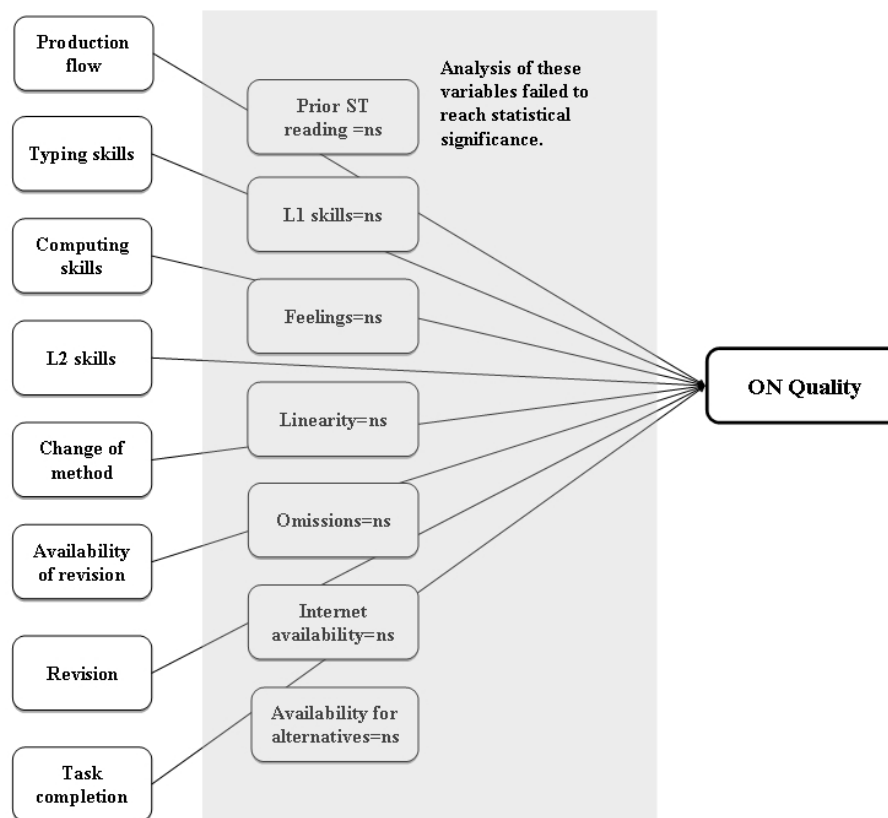 Production
flow
Typing skills
Computing
skills
L2 skills
Change of
method
Availability
of revision
Revision
Task
completion
Prior ST
reading =ns
L1 skills=ns
Feelings=ns
Linearity=ns
Omissions=ns
Internet
availability=ns
Availability for
alternatives=ns
Analysis of these
variables failed to
reach statistical
significance.
ON Quality